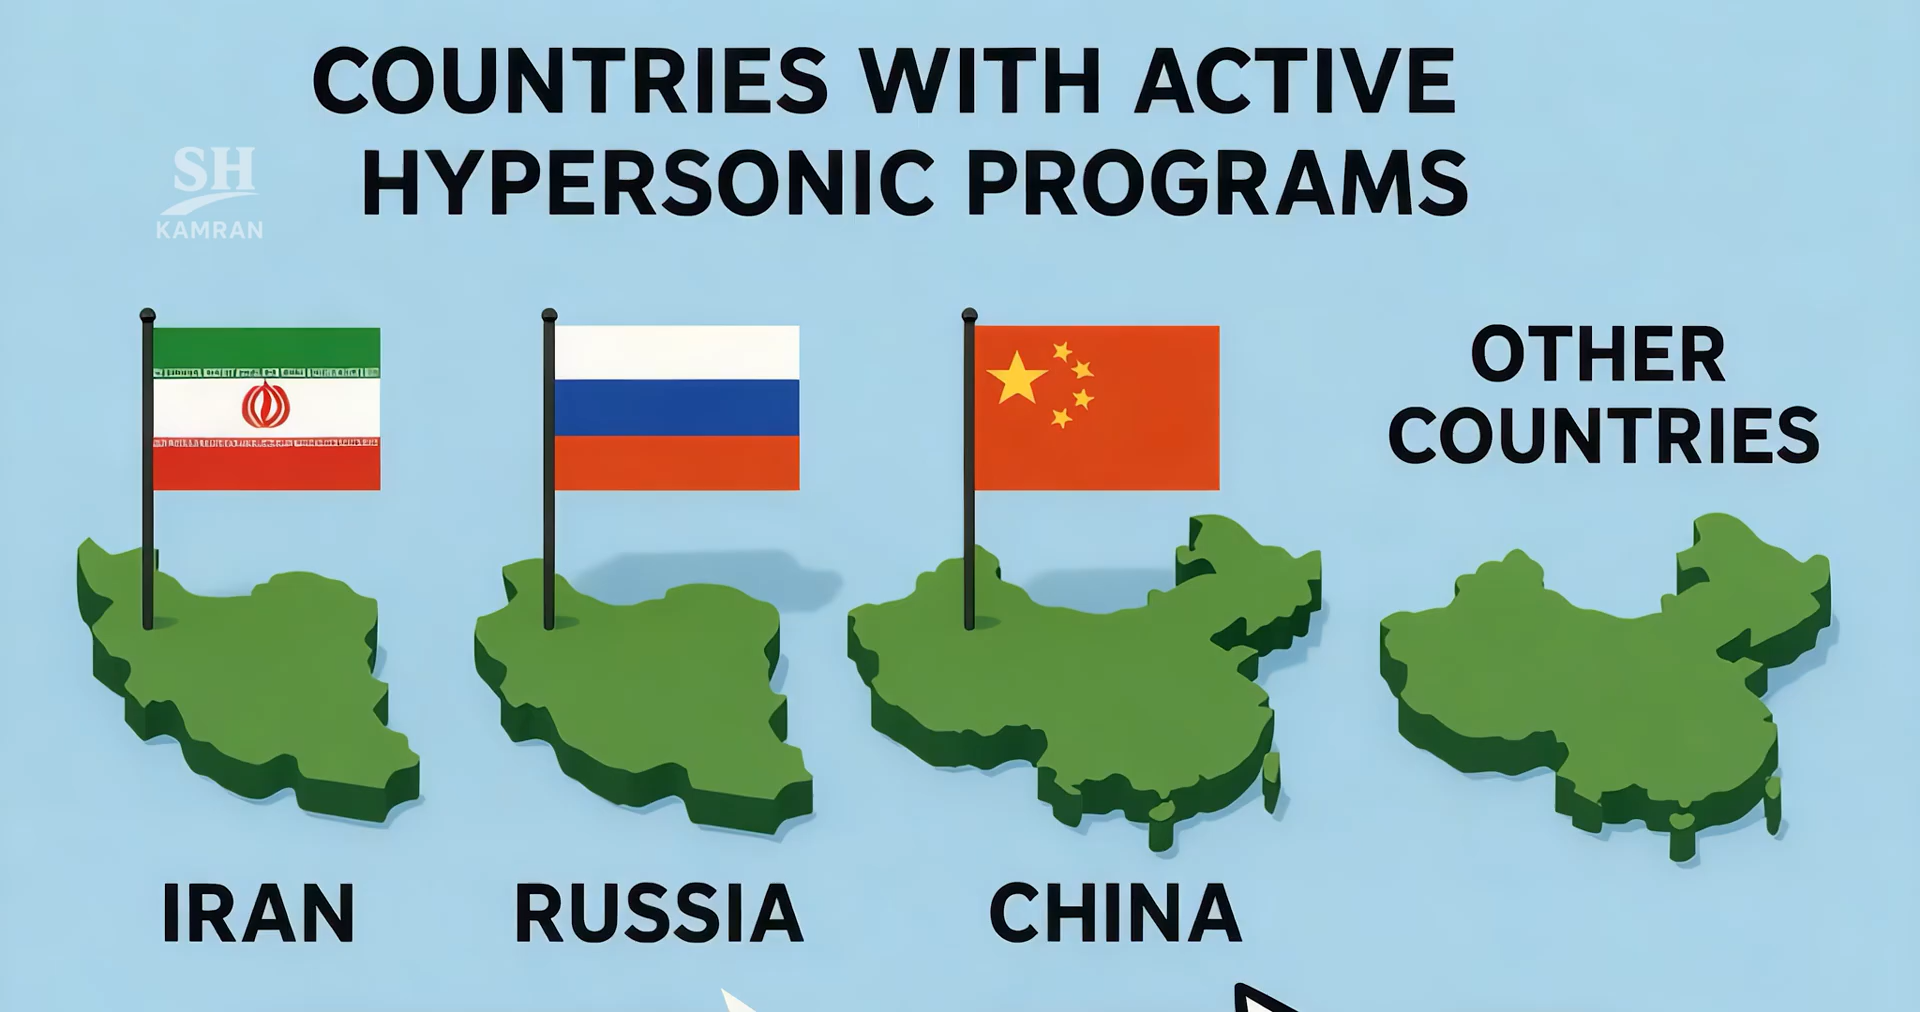 COUNTRIES WITH ACTIVE
HYPERSONIC PROGRAMS
SH
KAMRAN
OTHER
COUNTRIES
IRAN
RUSSIA
CHINA